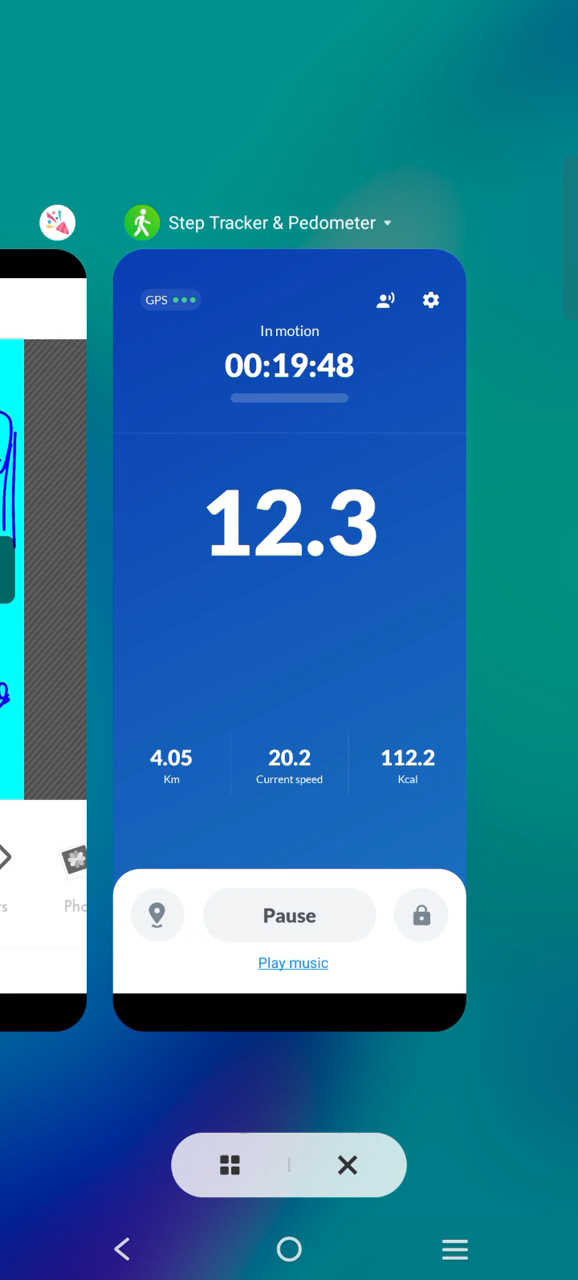 Step Tracker & Pedometer
GPS
In motion
00:19:48
12.3
4.05
Km
20.2
Current speed
112.2
Kcal
Pause
Play music